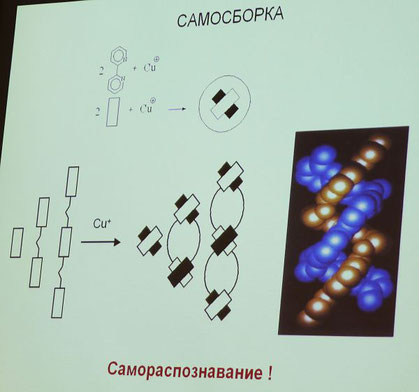 САМОСБОРКА
2 N N + Cu⊕
2 + Cu⊕ →
Cu⁺
Самораспознавание !